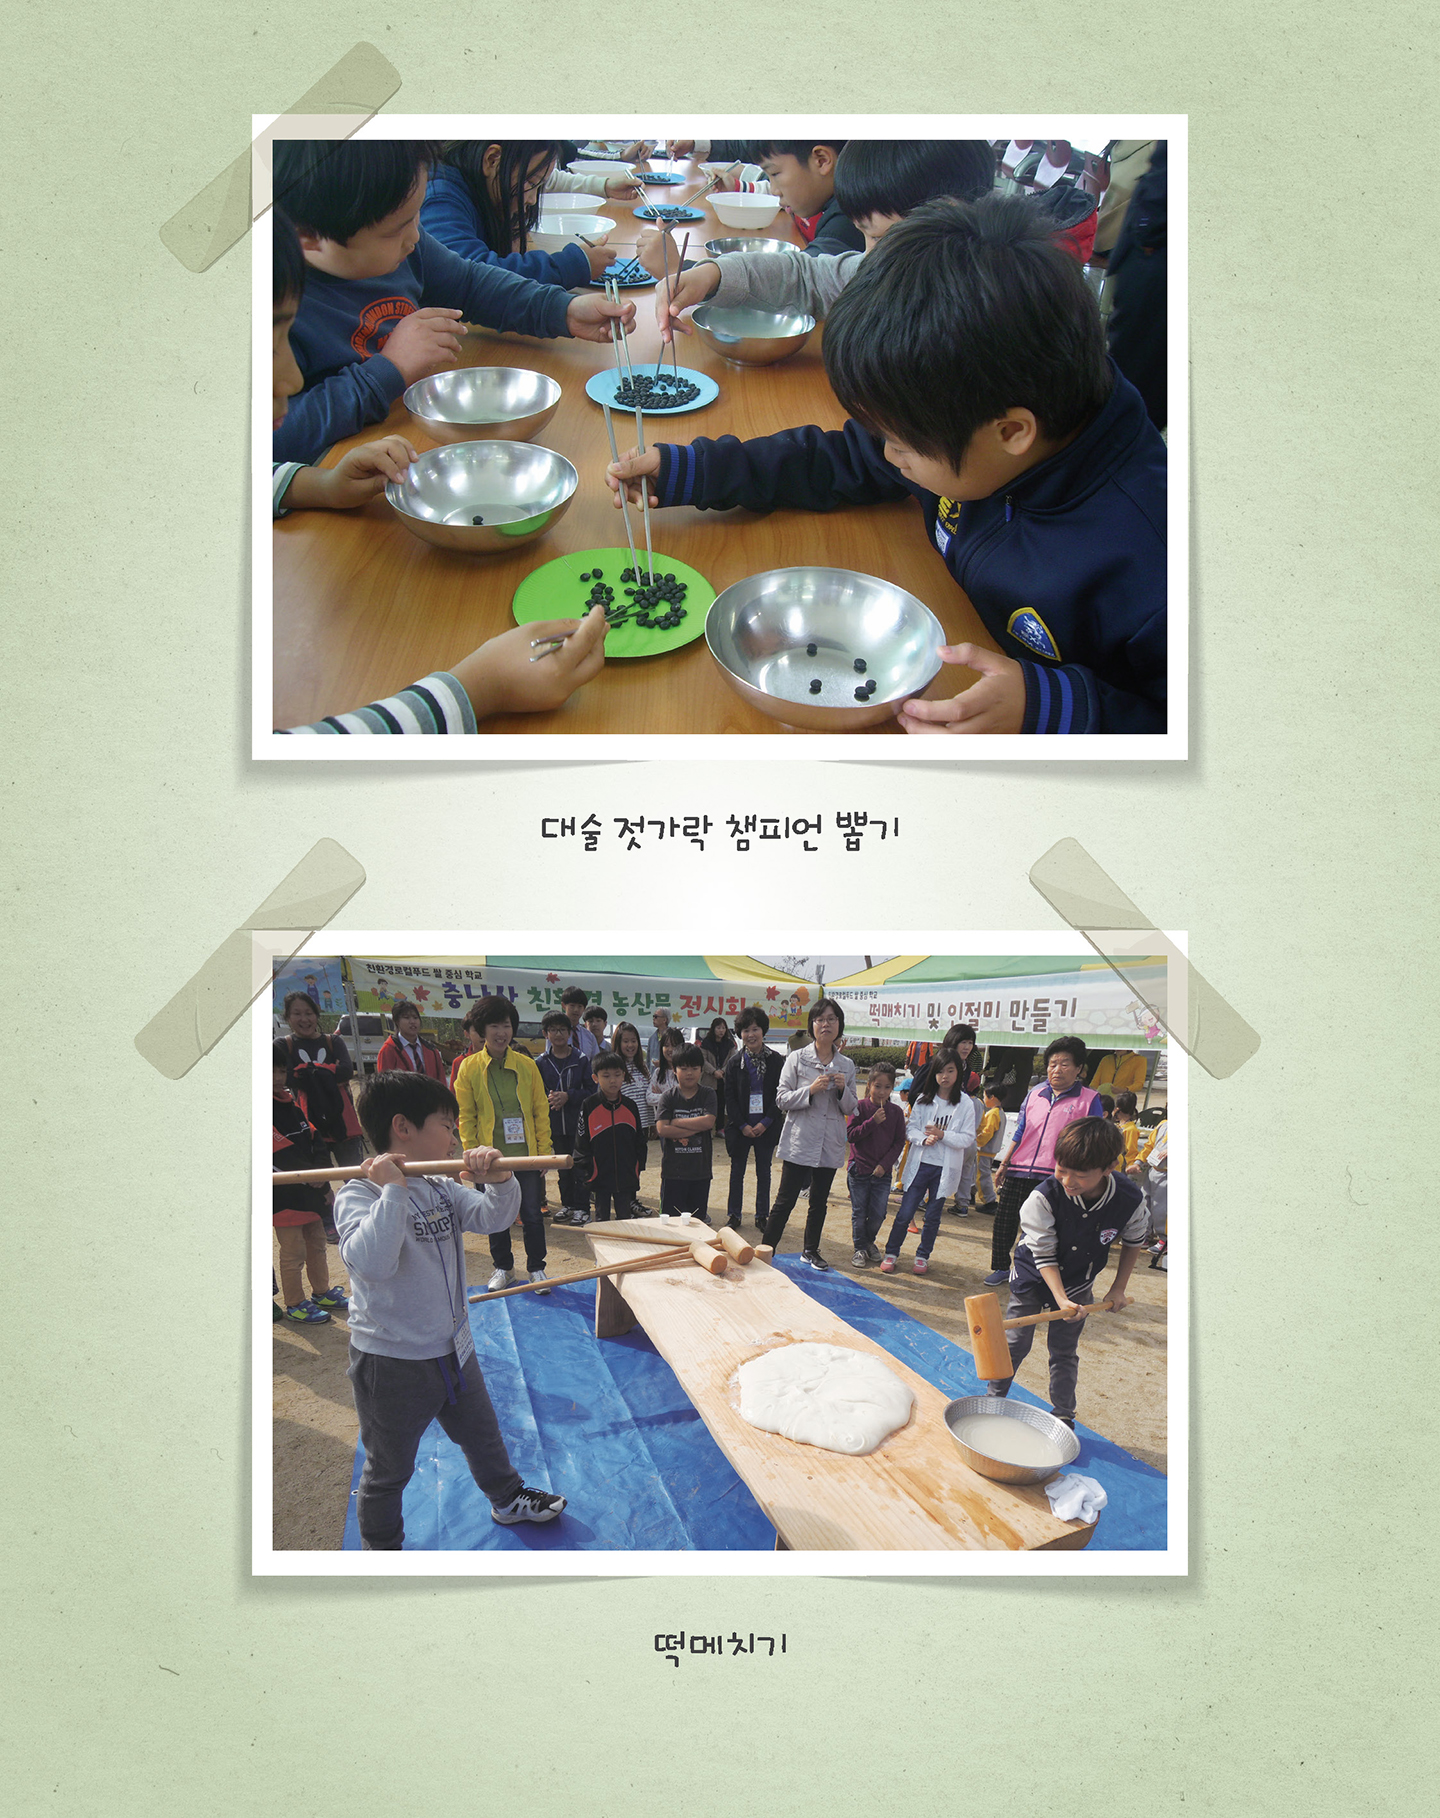 대술 젓가락 챔피언 뽑기
친환경로컬푸드 쌀 중심 학교
충남산 친환경 농산물 전시회
친환경로컬푸드 쌀 중심 학교
떡매치기 및 인절미 만들기
떡메치기